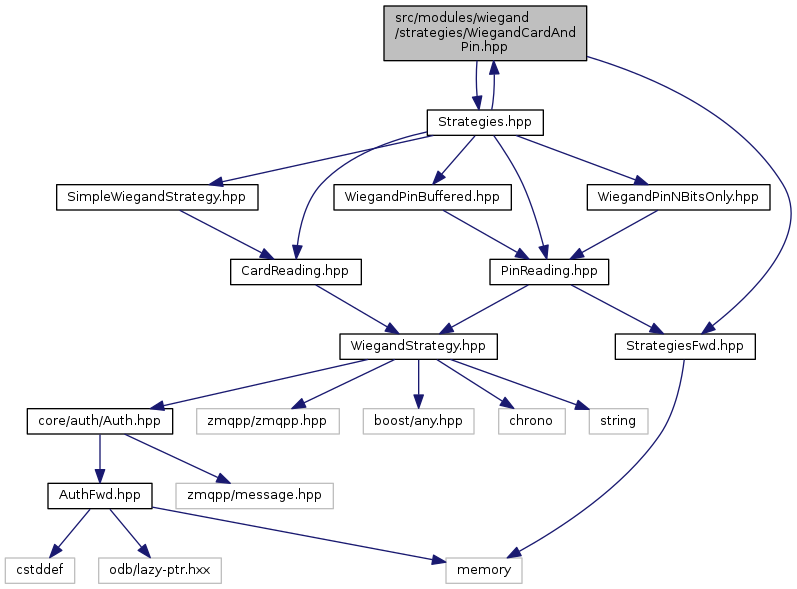 src/modules/wiegand
/strategies/WiegandCardAnd
Pin.hpp
Strategies.hpp
SimpleWiegandStrategy.hpp
WiegandPinBuffered.hpp
WiegandPinNBitsOnly.hpp
CardReading.hpp
PinReading.hpp
WiegandStrategy.hpp
StrategiesFwd.hpp
core/auth/Auth.hpp
zmqpp/zmqpp.hpp
boost/any.hpp
chrono
string
AuthFwd.hpp
zmqpp/message.hpp
cstddef
odb/lazy-ptr.hxx
memory